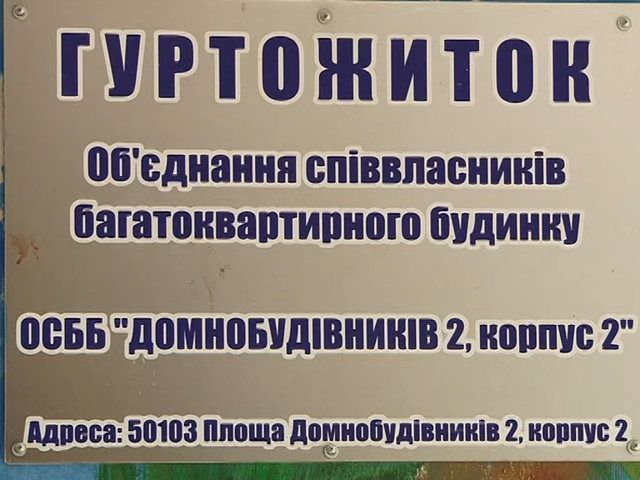 ГУРТОЖИТОК
Об'єднання співвласників
багатоквартирного будинку
ОСББ "ДОМНОБУДІВНИКІВ 2, корпус 2"
Адреса: 50103 Площа Домнобудівників 2, корпус 2